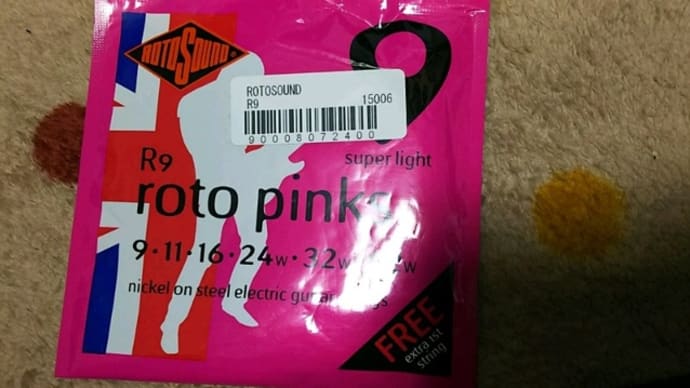 ROTOSOUND
ROTOSOUND
R9 15006
90008072400
9
super light
R9
roto pinks
9·11·16·24w·32w
nickel on steel electric
FREE
extra 1st
string